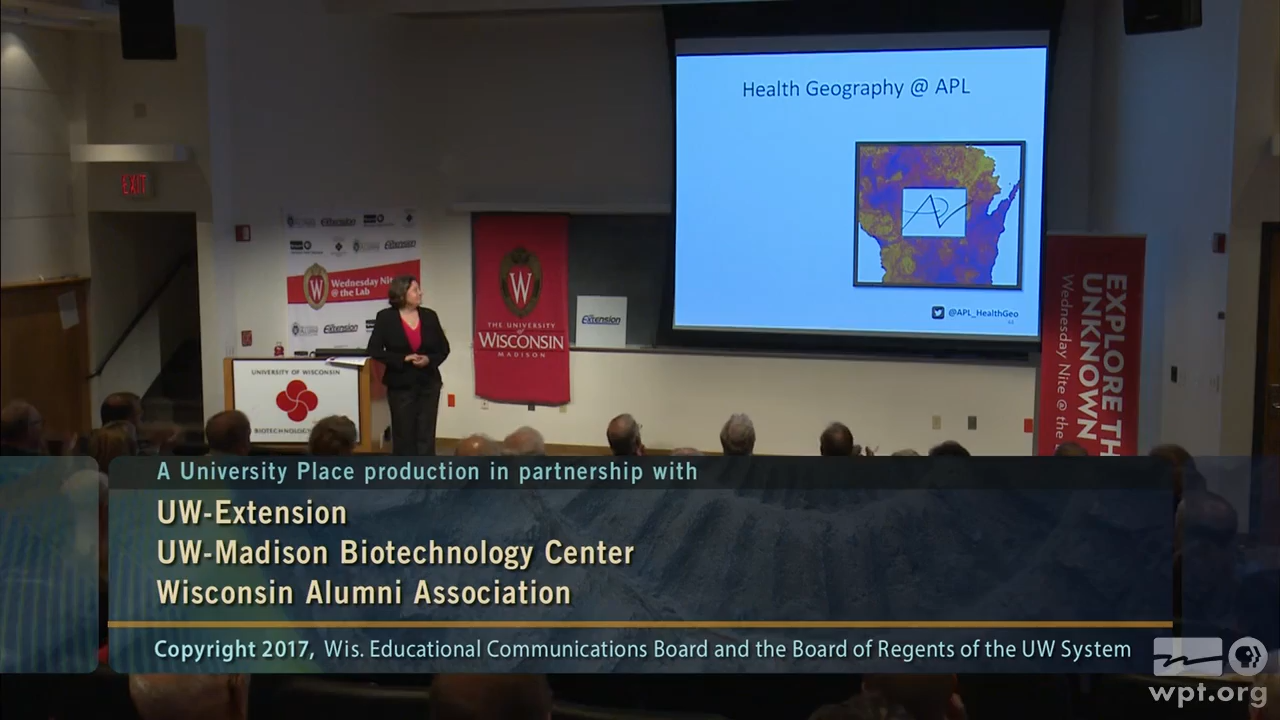 Health Geography @ APL
@APL_HealthGeo
EXIT
Wednesday Nite
@ the Lab
W
W
THE UNIVERSITY
of
WISCONSIN
MADISON
Extension
UNIVERSITY OF WISCONSIN
BIOTECHNOLOGY
EXPLORE TH
UNKNOWN
Wednesday Nite @ the
A University Place production in partnership with
UW-Extension
UW-Madison Biotechnology Center
Wisconsin Alumni Association
Copyright 2017, Wis. Educational Communications Board and the Board of Regents of the UW System
wpt.org